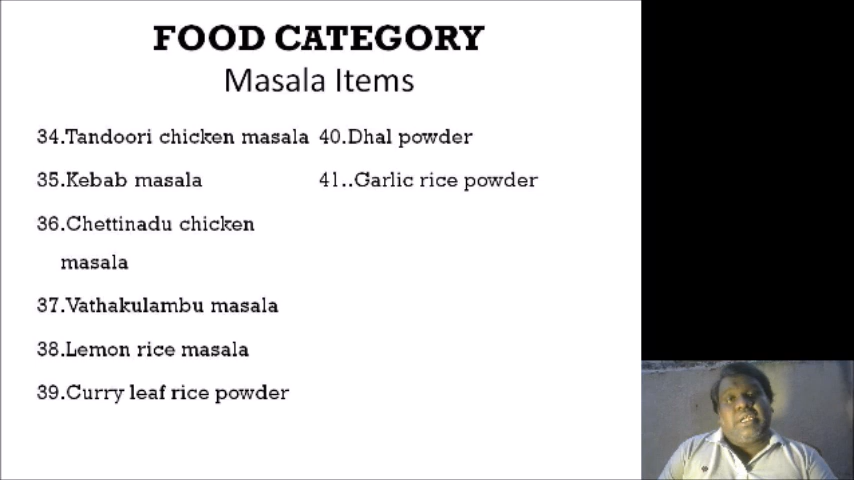 FOOD CATEGORY
Masala Items
34.Tandoori chicken masala
35.Kebab masala
36.Chettinadu chicken
masala
37.Vathakulambu masala
38.Lemon rice masala
39.Curry leaf rice powder
40.Dhal powder
41..Garlic rice powder